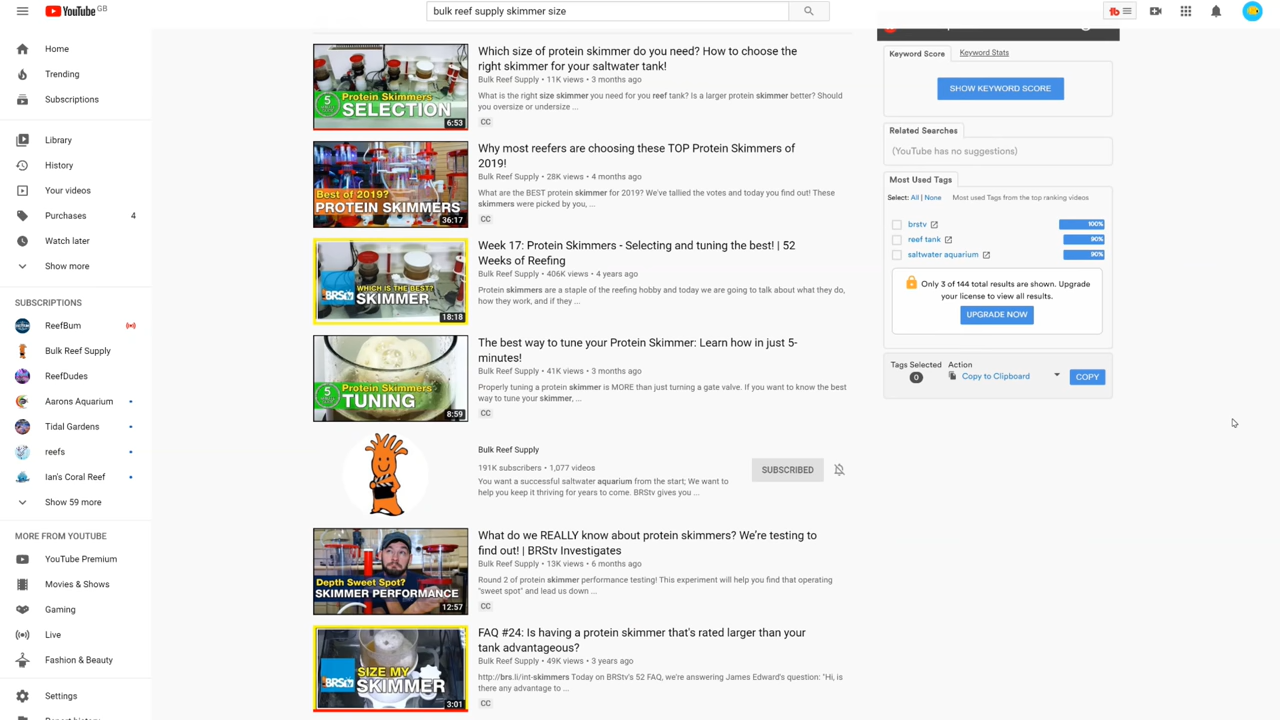 YouTube GB
bulk reef supply skimmer size
Home
Trending
Subscriptions
Library
History
Your videos
Purchases 4
Watch later
Show more
SUBSCRIPTIONS
ReefBum
Bulk Reef Supply
ReefDudes
Aarons Aquarium
Tidal Gardens
reefs
Ian's Coral Reef
Show 59 more
MORE FROM YOUTUBE
YouTube Premium
Movies & Shows
Gaming
Live
Fashion & Beauty
Settings
Report history
5 Protein Skimmers
SELECTION
6:53
Which size of protein skimmer do you need? How to choose the
right skimmer for your saltwater tank!
Bulk Reef Supply • 11K views • 3 months ago
What is the right size skimmer you need for you reef tank? Is a larger protein skimmer better? Should
you oversize or undersize ...
CC
Best of 2019?
PROTEIN SKIMMERS
36:17
Why most reefers are choosing these TOP Protein Skimmers of
2019!
Bulk Reef Supply • 28K views • 4 months ago
What are the BEST protein skimmer for 2019? We've tallied the votes and today you find out! These
skimmers were picked by you, ...
CC
BRStv
WHICH IS THE BEST?
SKIMMER
18:18
Week 17: Protein Skimmers - Selecting and tuning the best! | 52
Weeks of Reefing
Bulk Reef Supply • 406K views • 4 years ago
Protein skimmers are a staple of the reefing hobby and today we are going to talk about what they do,
how they work, and if they ...
5 Protein Skimmers
TUNING
8:59
The best way to tune your Protein Skimmer: Learn how in just 5-
minutes!
Bulk Reef Supply • 41K views • 3 months ago
Properly tuning a protein skimmer is MORE than just turning a gate valve. If you want to know the best
way to tune your skimmer, ...
CC
Bulk Reef Supply
191K subscribers • 1,077 videos
You want a successful saltwater aquarium from the start; We want to
help you keep it thriving for years to come. BRStv gives you ...
SUBSCRIBED
Depth Sweet Spot?
SKIMMER PERFORMANCE
12:57
What do we REALLY know about protein skimmers? We're testing to
find out! | BRStv Investigates
Bulk Reef Supply • 13K views • 6 months ago
Round 2 of protein skimmer performance testing! This experiment will help you find that operating
"sweet spot" and lead us down ...
CC
BRStv
SIZE MY
SKIMMER
3:01
FAQ #24: Is having a protein skimmer that's rated larger than your
tank advantageous?
Bulk Reef Supply • 49K views • 3 years ago
http://brs.li/int-skimmers Today on BRStv's 52 FAQ, we're answering James Edward's question: "Hi, is
there any advantage to ...
CC
Keyword Score Keyword Stats
SHOW KEYWORD SCORE
Related Searches
(YouTube has no suggestions)
Most Used Tags
Select: All | None Most used Tags from the top ranking videos
brstv 100%
reef tank 90%
saltwater aquarium 90%
Only 3 of 144 total results are shown. Upgrade
your license to view all results.
UPGRADE NOW
Tags Selected Action
0 Copy to Clipboard COPY